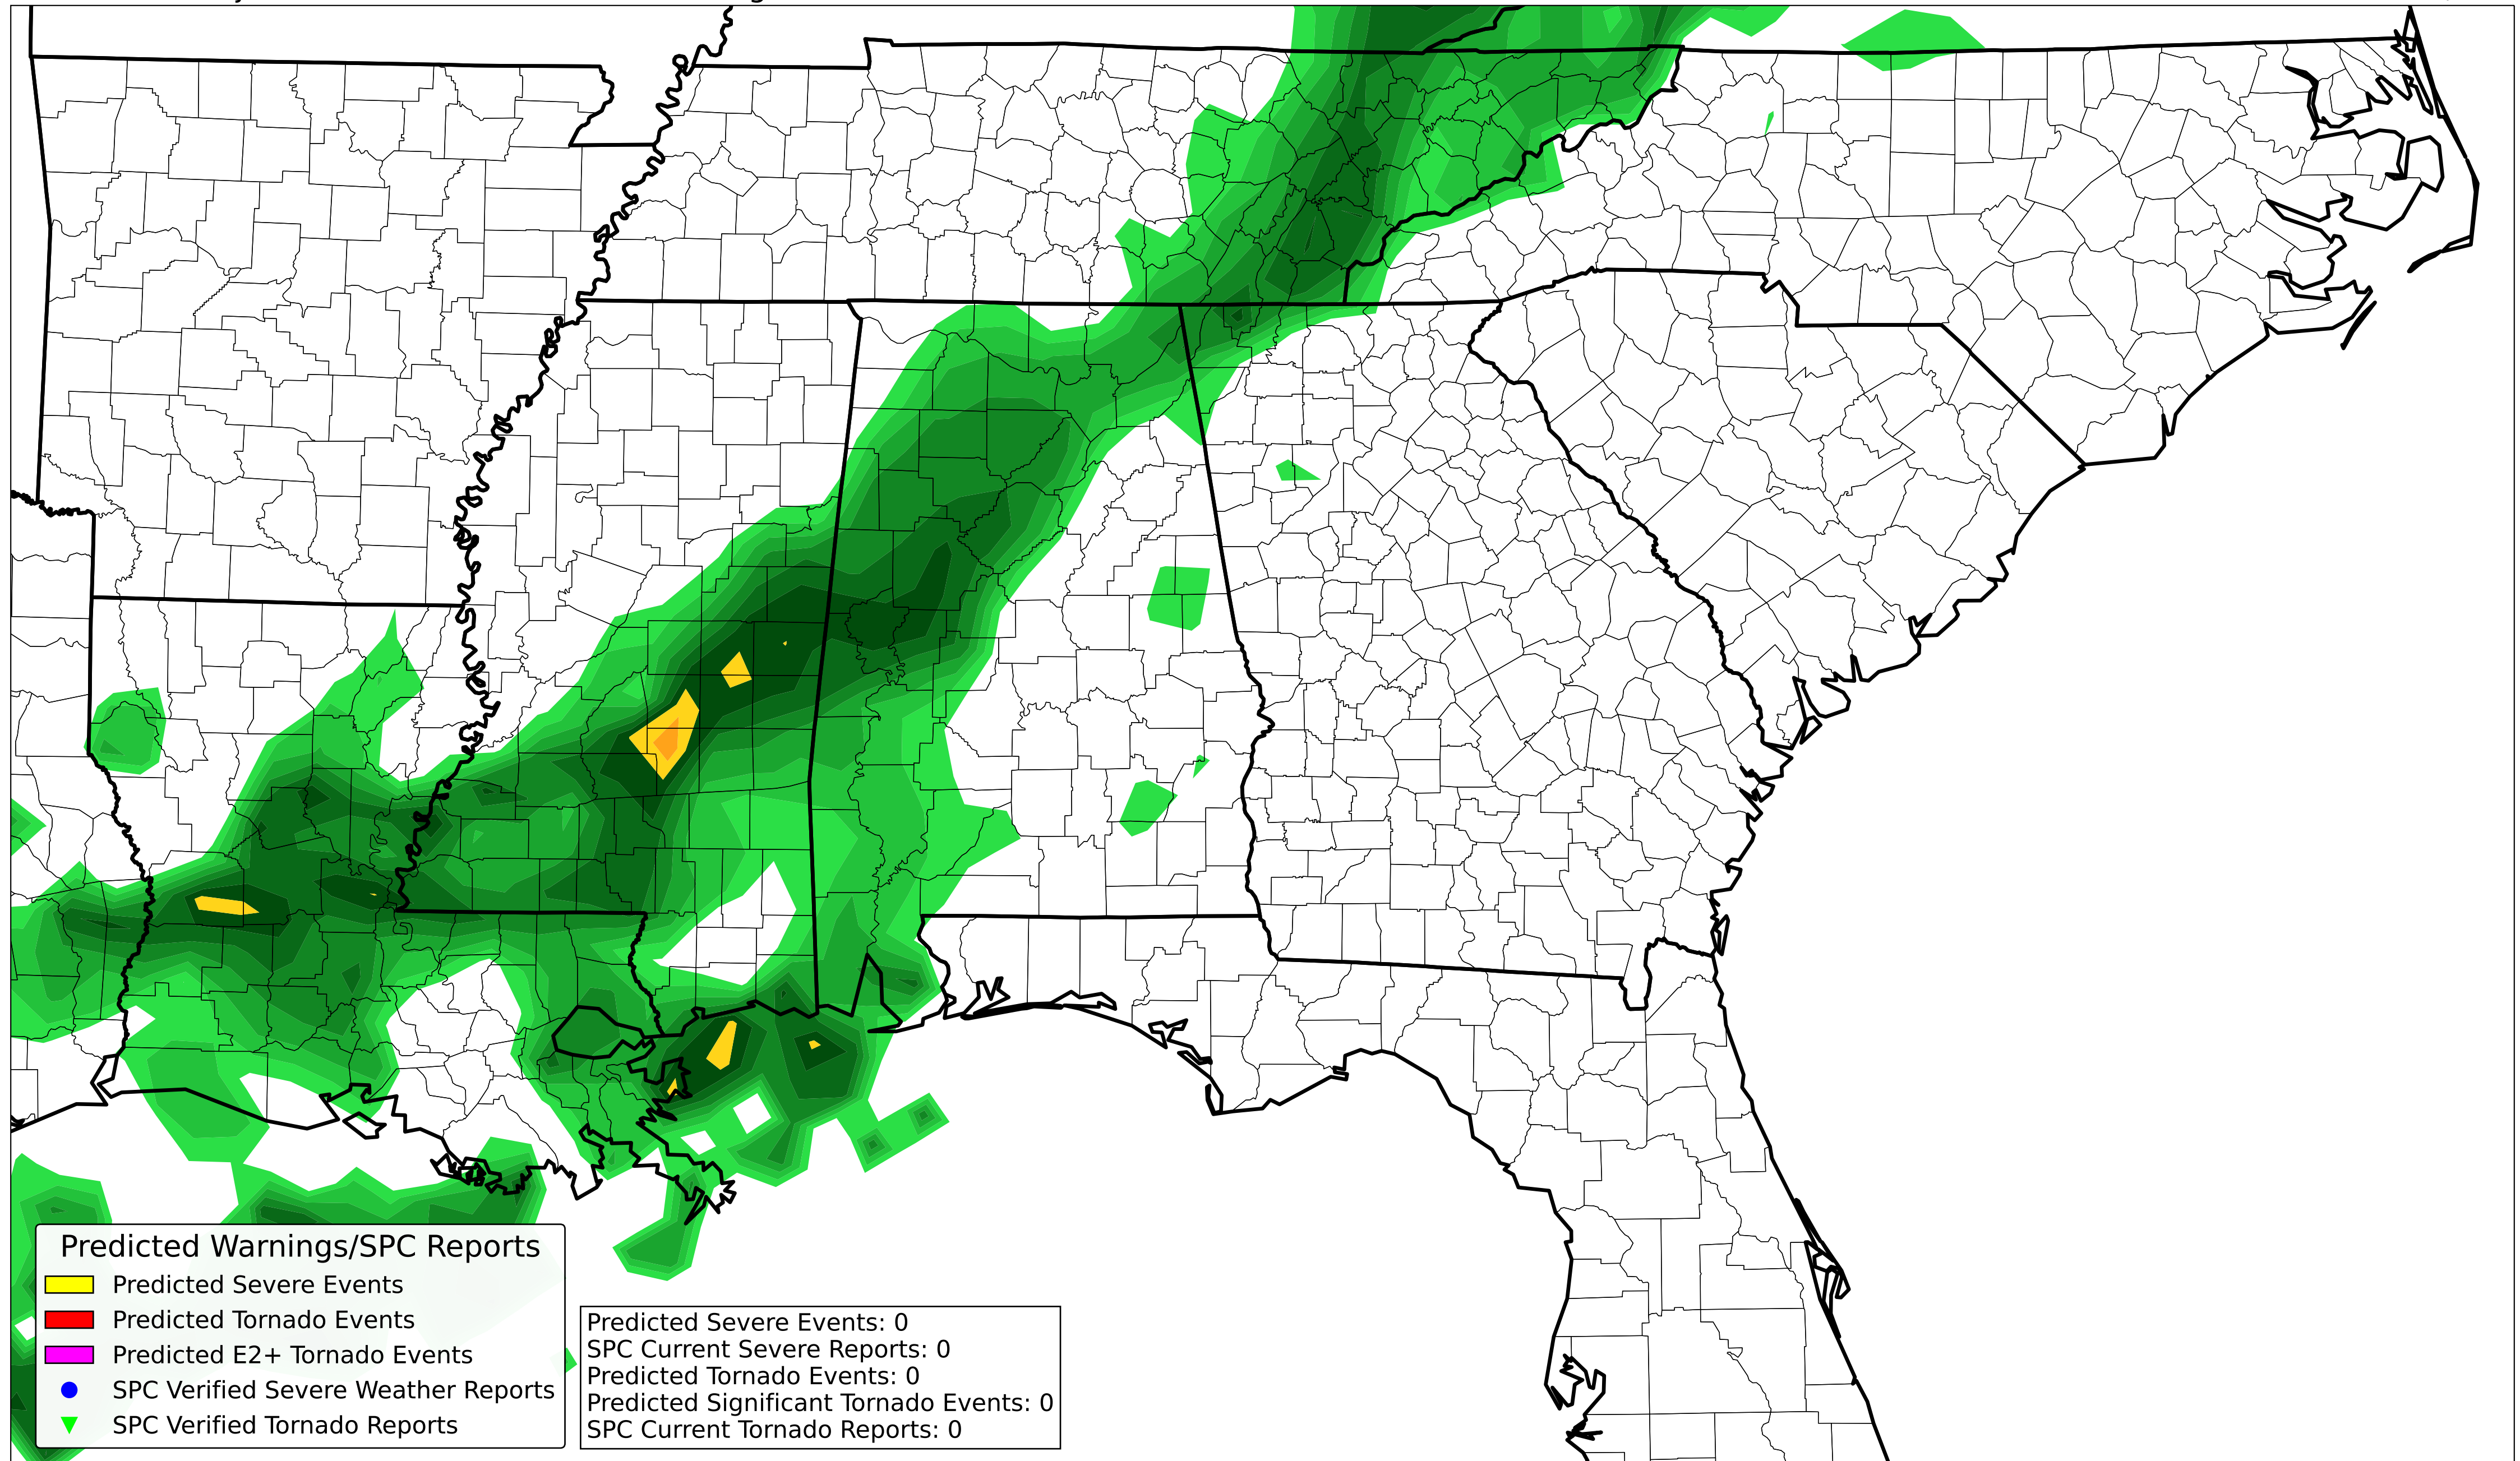 Predicted Warnings/SPC Reports
Predicted Severe Events
Predicted Tornado Events
Predicted E2+ Tornado Events
SPC Verified Severe Weather Reports
SPC Verified Tornado Reports
Predicted Severe Events: 0
SPC Current Severe Reports: 0
Predicted Tornado Events: 0
Predicted Significant Tornado Events: 0
SPC Current Tornado Reports: 0